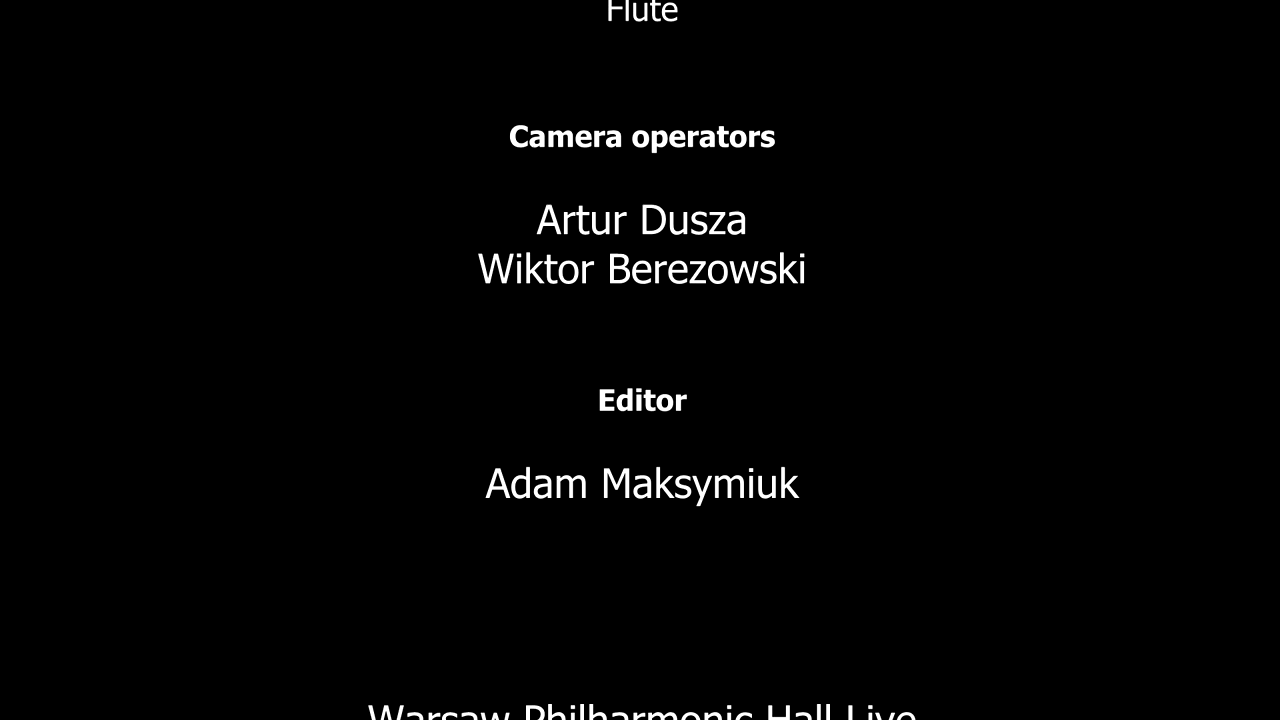 Flute
Camera operators
Artur Dusza
Wiktor Berezowski
Editor
Adam Maksymiuk
Warsaw Philharmonic Hall Live